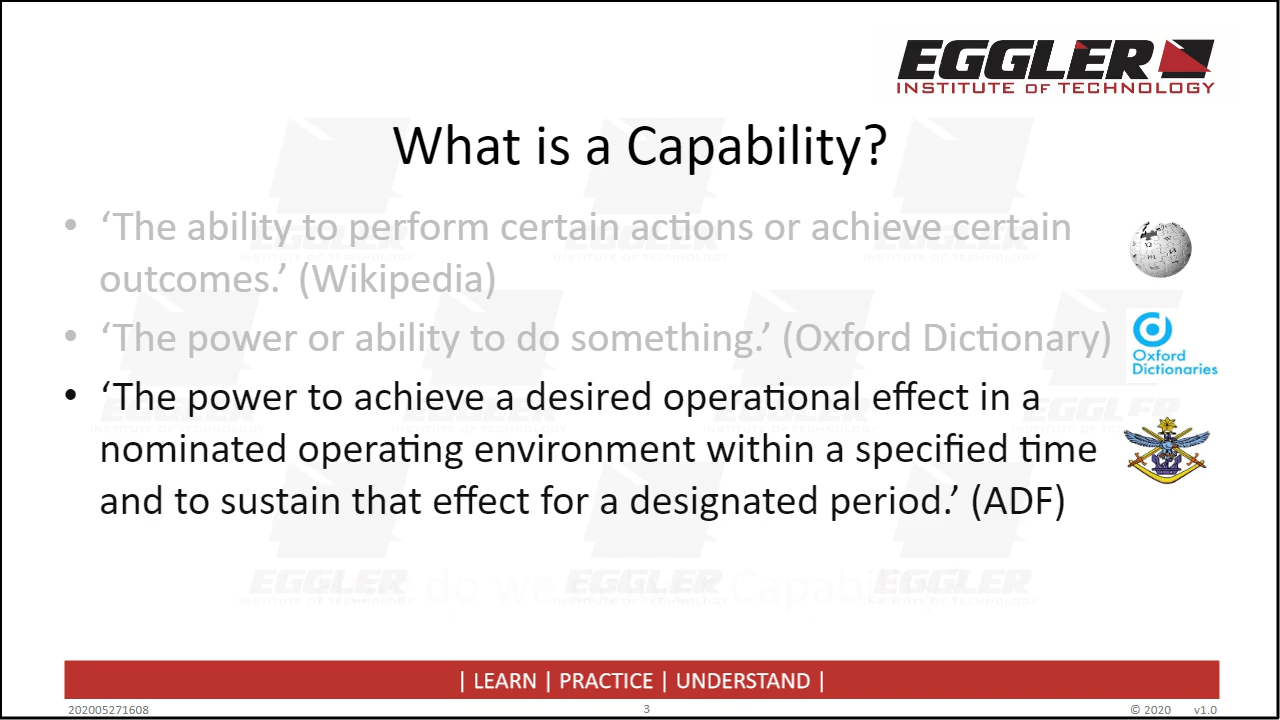 EGGLER
INSTITUTE OF TECHNOLOGY
What is a Capability?
• ‘The ability to perform certain actions or achieve certain
outcomes.’ (Wikipedia)
• ‘The power or ability to do something.’ (Oxford Dictionary)
Oxford
Dictionaries
• ‘The power to achieve a desired operational effect in a
nominated operating environment within a specified time
and to sustain that effect for a designated period.’ (ADF)
do we Capabi
| LEARN | PRACTICE | UNDERSTAND |
202005271608
3
© 2020 v1.0